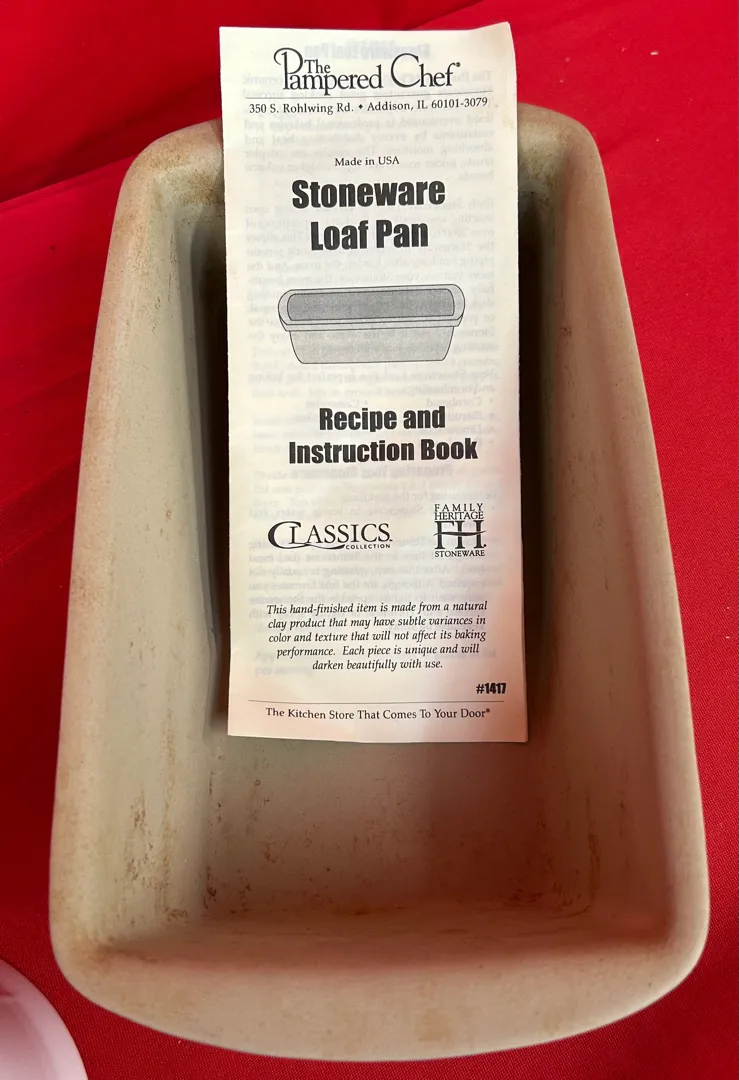 The
Pampered Chef®
350 S. Rohlwing Rd. ♦ Addison, IL 60101-3079
Made in USA
Stoneware
Loaf Pan
Recipe and
Instruction Book
CLASSICS
COLLECTION
FAMILY
HERITAGE
FH
STONEWARE
This hand-finished item is made from a natural
clay product that may have subtle variances in
color and texture that will not affect its baking
performance. Each piece is unique and will
darken beautifully with use.
#1417
The Kitchen Store That Comes To Your Door®